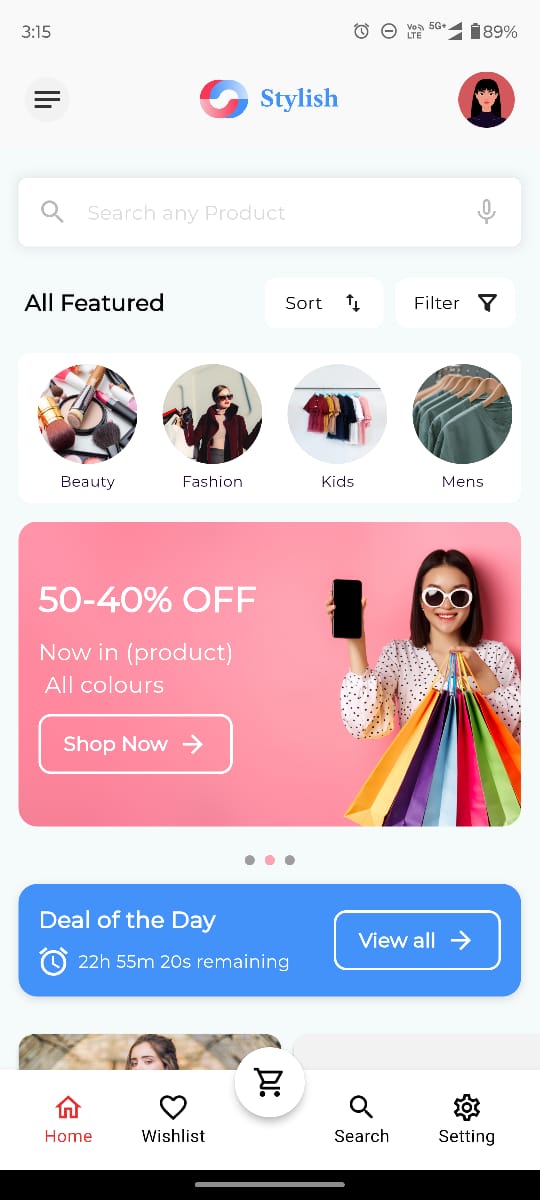 3:15
Vo LTE 5G+ 89%
Stylish
Search any Product
All Featured
Sort
Filter
Beauty Fashion Kids Mens
50-40% OFF
Now in (product)
All colours
Shop Now
Deal of the Day
22h 55m 20s remaining
View all
Home Wishlist Search Setting